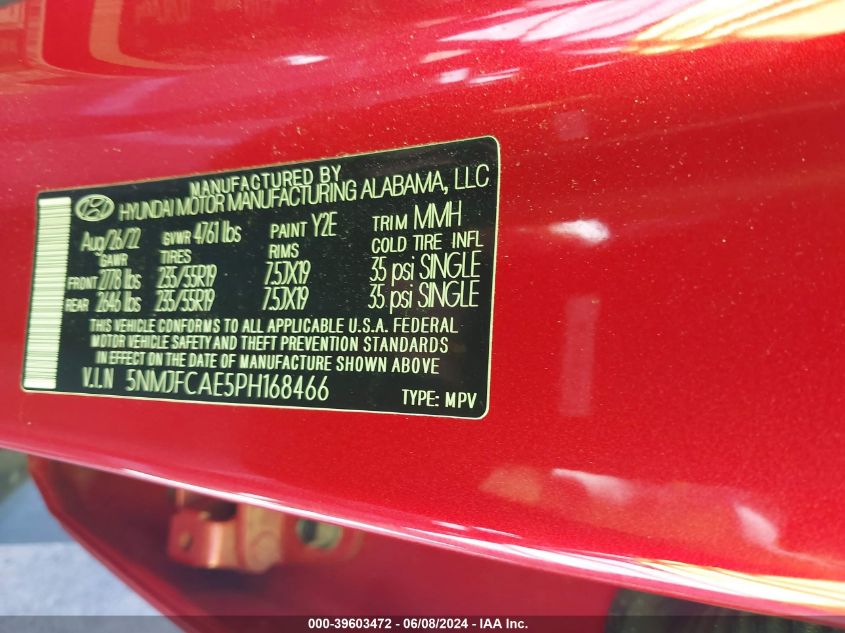 MANUFACTURED BY
HYUNDAI MOTOR MANUFACTURING ALABAMA, LLC
Aug/26/22 GVWR 4761 lbs PAINT Y2E TRIM MMH
GAWR TIRES RIMS COLD TIRE INFL
FRONT 2778 lbs 235/55R19 7.5JX19 35 psi SINGLE
REAR 2646 lbs 235/55R19 7.5JX19 35 psi SINGLE
THIS VEHICLE CONFORMS TO ALL APPLICABLE U.S.A. FEDERAL
MOTOR VEHICLE SAFETY AND THEFT PREVENTION STANDARDS
IN EFFECT ON THE DATE OF MANUFACTURE SHOWN ABOVE
V.I.N 5NMJFCAE5PH168466 TYPE: MPV
000-39603472 - 06/08/2024 - IAA Inc.